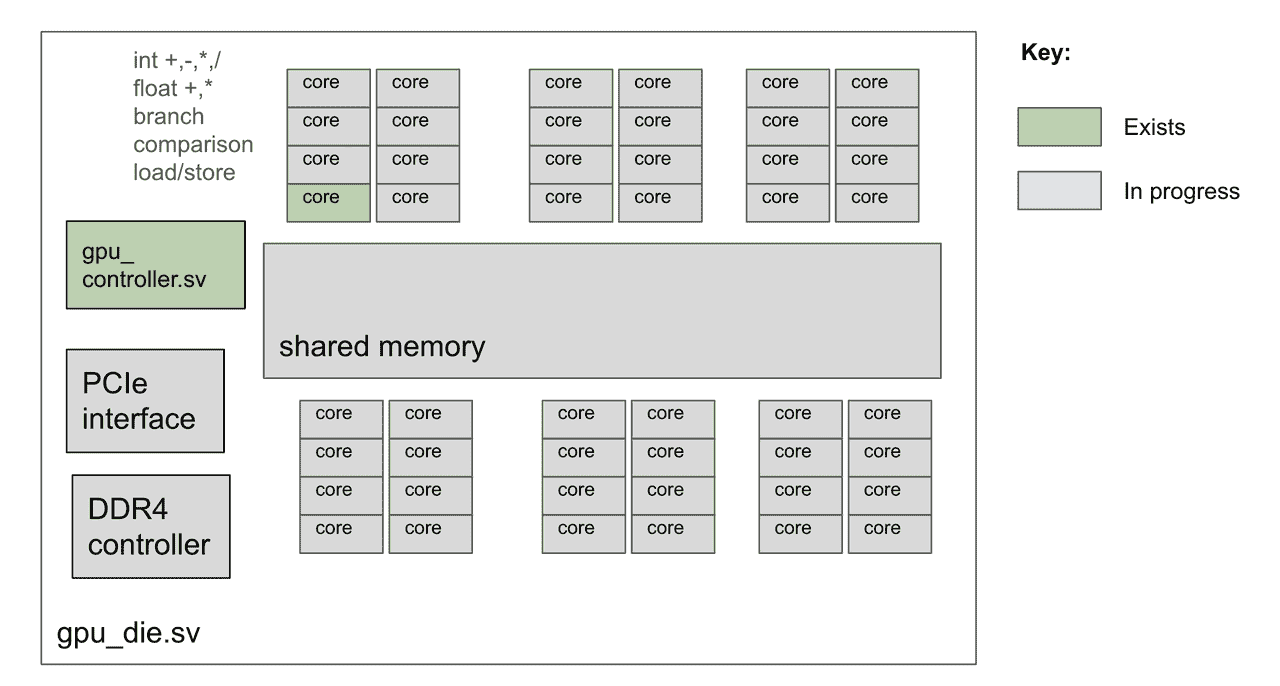 int +,-,*,/
float +,*
branch
comparison
load/store
core core core core core core
core core core core core core
core core core core core core
core core core core core core
gpu_
controller.sv
shared memory
PCIe
interface
DDR4
controller
core core core core core core
core core core core core core
core core core core core core
core core core core core core
gpu_die.sv
Key:
Exists
In progress